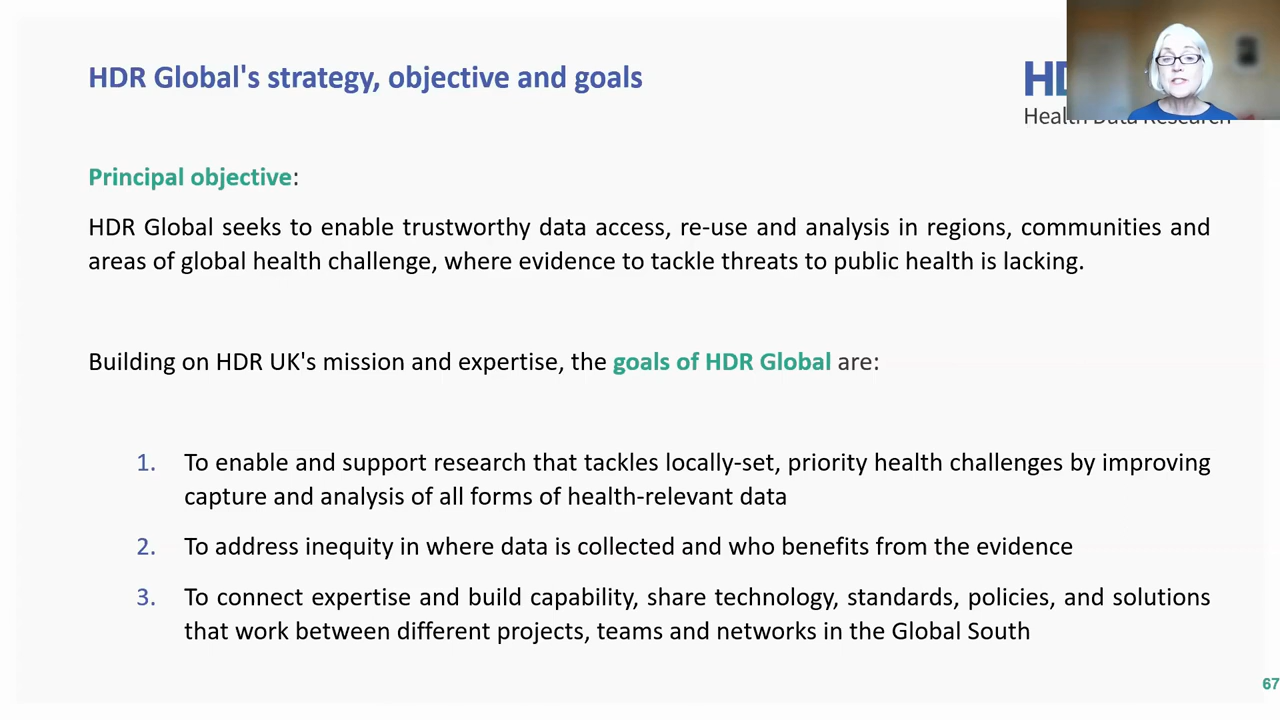 HDR Global's strategy, objective and goals
HD
Health Data Research
Principal objective:
HDR Global seeks to enable trustworthy data access, re-use and analysis in regions, communities and
areas of global health challenge, where evidence to tackle threats to public health is lacking.
Building on HDR UK's mission and expertise, the goals of HDR Global are:
1. To enable and support research that tackles locally-set, priority health challenges by improving
capture and analysis of all forms of health-relevant data
2. To address inequity in where data is collected and who benefits from the evidence
3. To connect expertise and build capability, share technology, standards, policies, and solutions
that work between different projects, teams and networks in the Global South
67